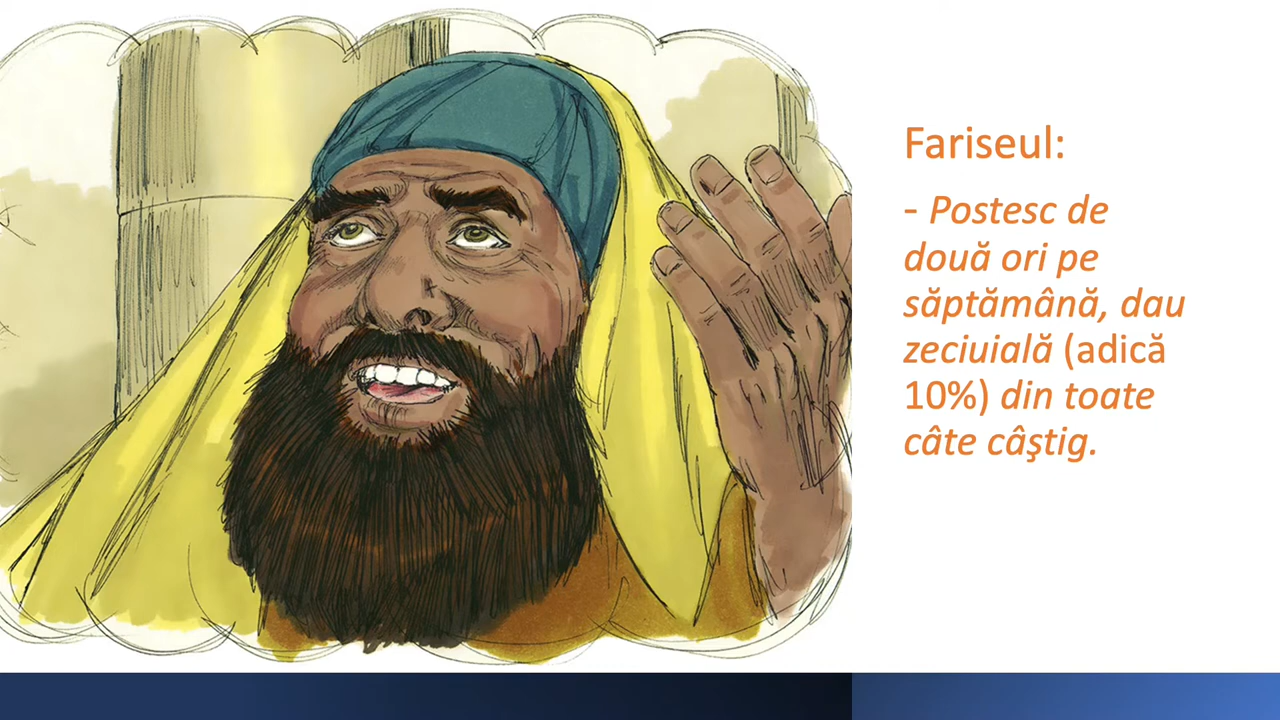 Fariseul:
- Postesc de
două ori pe
săptămână, dau
zeciuială (adică
10%) din toate
câte câştig.